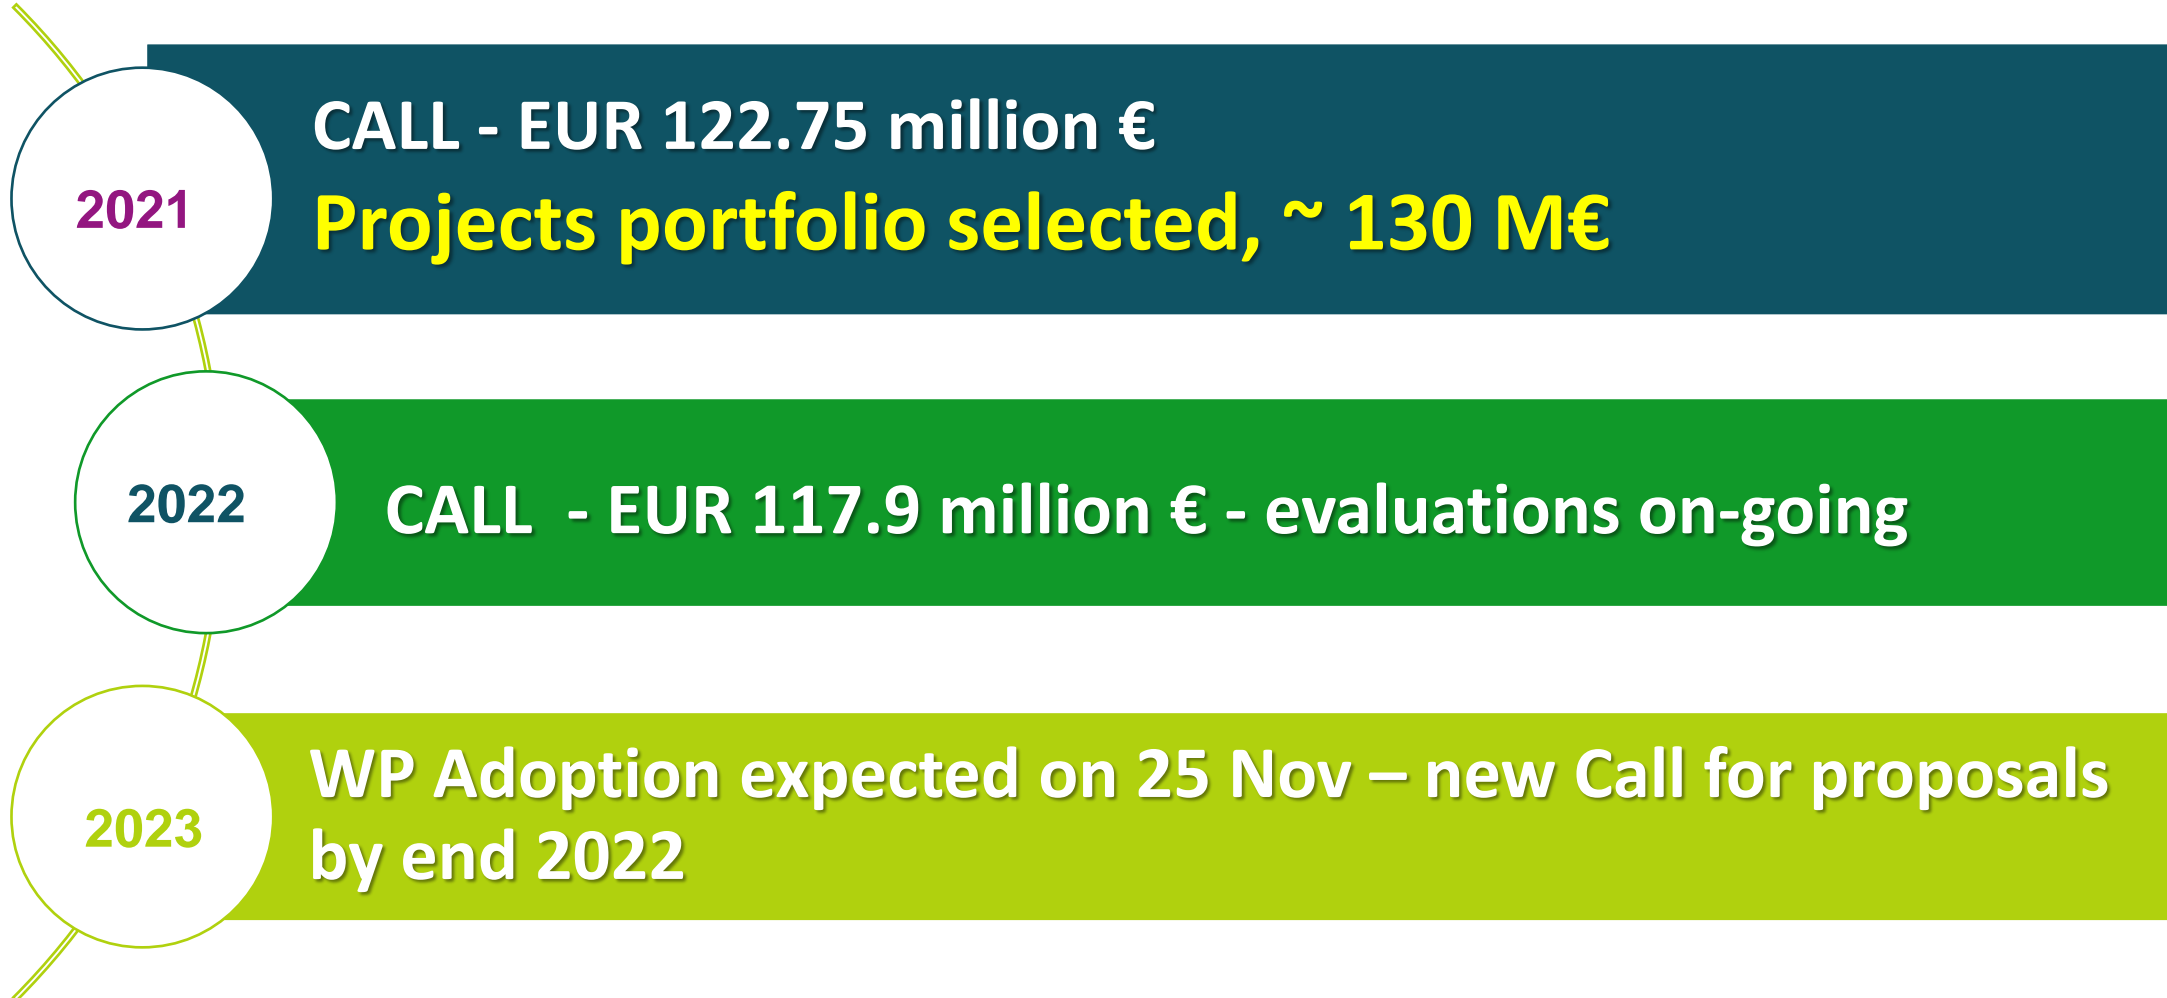 2021
CALL - EUR 122.75 million €
Projects portfolio selected, ~ 130 M€
2022
CALL  - EUR 117.9 million € - evaluations on-going
2023
WP Adoption expected on 25 Nov – new Call for proposals
by end 2022